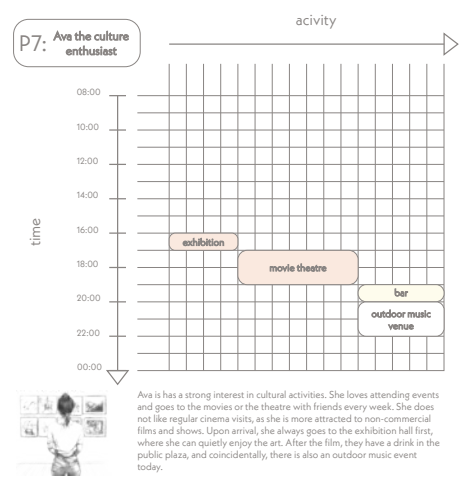 acivity
P7: Ava the culture
enthusiast
08:00
10:00
12:00
14:00
16:00
exhibition
time
18:00
movie theatre
bar
20:00
outdoor music
venue
22:00
00:00
Ava is has a strong interest in cultural activities. She loves attending events
and goes to the movies or the theatre with friends every week. She does
not like regular cinema visits, as she is more attracted to non-commercial
films and shows. Upon arrival, she always goes to the exhibition hall first,
where she can quietly enjoy the art. After the film, they have a drink in the
public plaza, and coincidentally, there is also an outdoor music event
today.